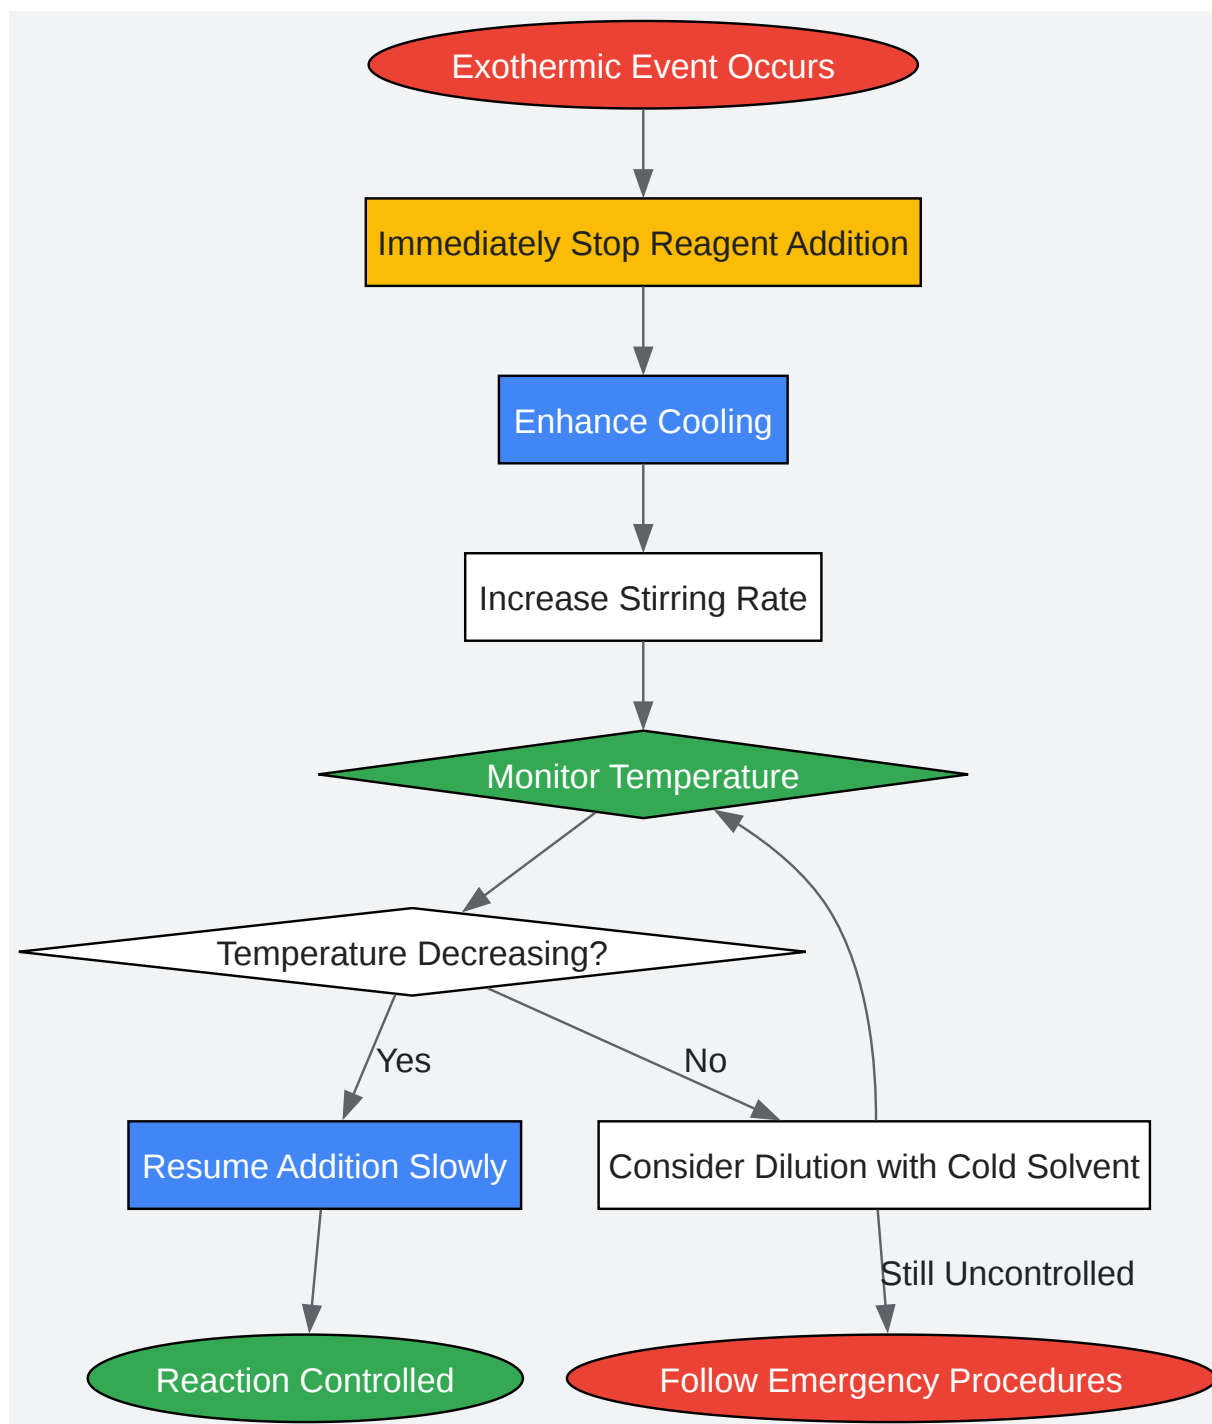 Exothermic Event Occurs
Immediately Stop Reagent Addition
Enhance Cooling
Increase Stirring Rate
Monitor Temperature
Temperature Decreasing?
Yes
No
Resume Addition Slowly
Consider Dilution with Cold Solvent
Still Uncontrolled
Reaction Controlled
Follow Emergency Procedures